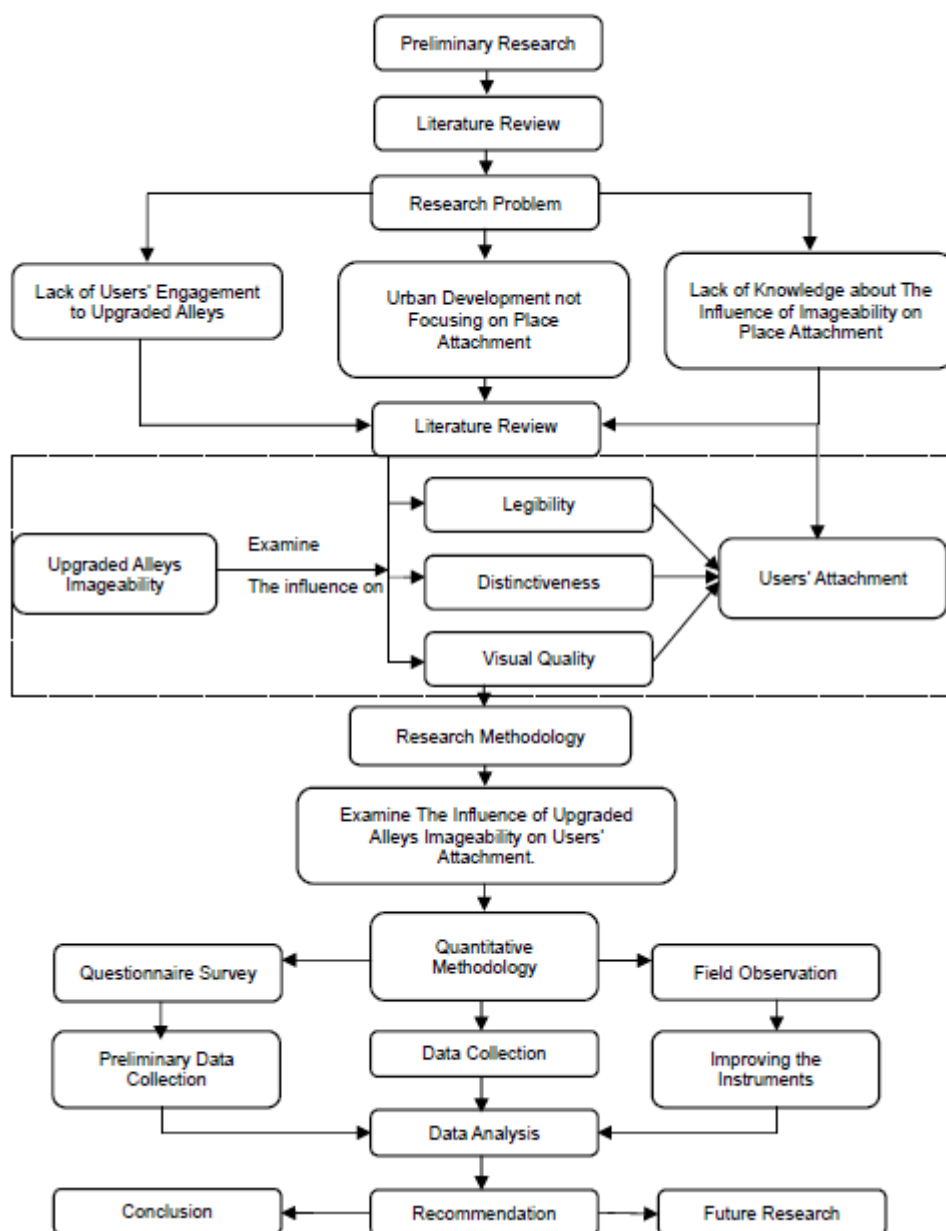 Preliminary Research
Literature Review
Research Problem
Lack of Users' Engagement
to Upgraded Alleys
Urban Development not
Focusing on Place
Attachment
Lack of Knowledge about The
Influence of Imageability on
Place Attachment
Literature Review
Upgraded Alleys
Imageability
Examine
The influence on
Legibility
Distinctiveness
Visual Quality
Users' Attachment
Research Methodology
Examine The Influence of Upgraded
Alleys Imageability on Users'
Attachment.
Quantitative
Methodology
Questionnaire Survey
Field Observation
Preliminary Data
Collection
Data Collection
Improving the
Instruments
Data Analysis
Conclusion
Recommendation
Future Research